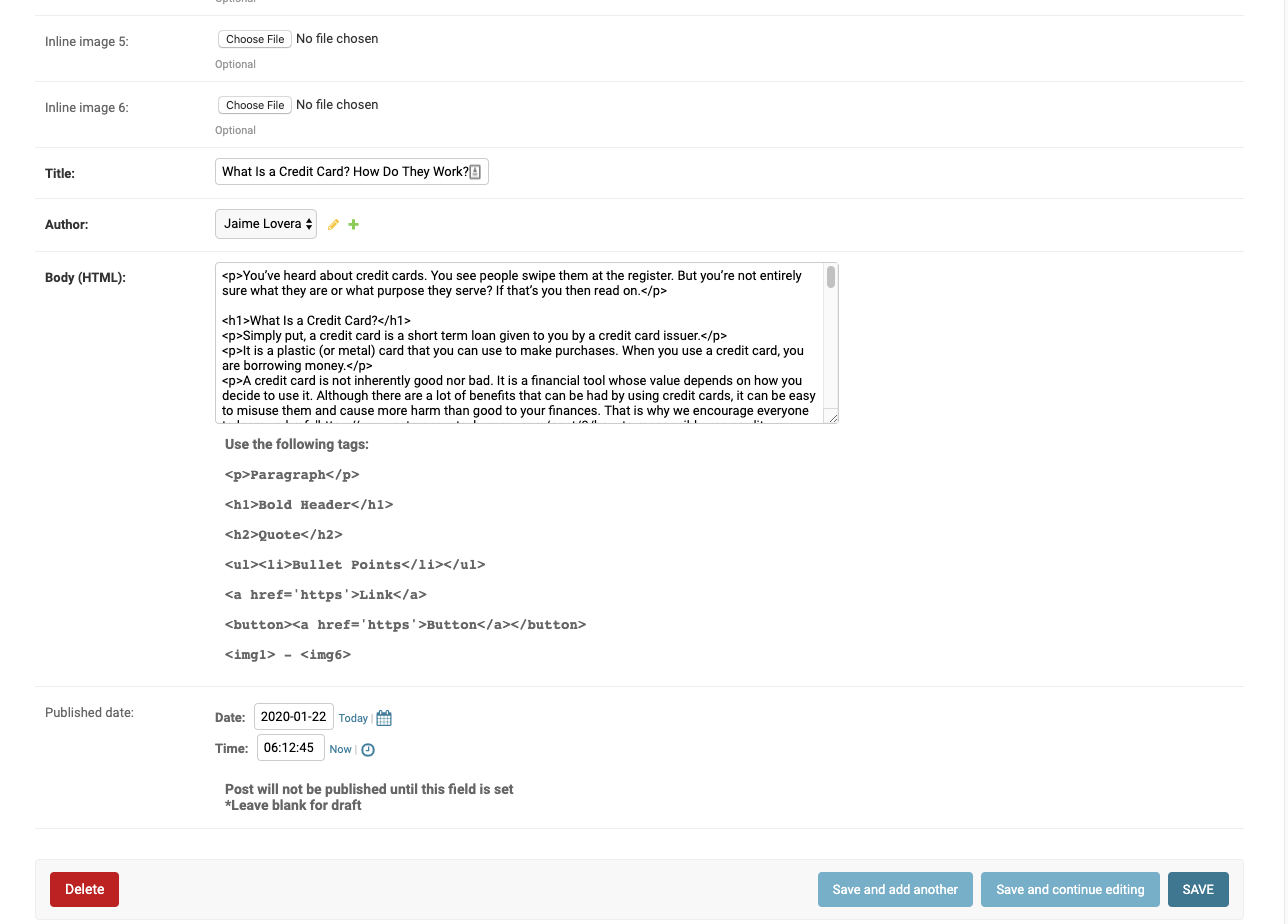 Optional
Inline image 5:
Choose File No file chosen
Optional
Inline image 6:
Choose File No file chosen
Optional
Title:
What Is a Credit Card? How Do They Work?
Author:
Jaime Lovera
Body (HTML):
<p>You’ve heard about credit cards. You see people swipe them at the register. But you’re not entirely
sure what they are or what purpose they serve? If that’s you then read on.</p>
<h1>What Is a Credit Card?</h1>
<p>Simply put, a credit card is a short term loan given to you by a credit card issuer.</p>
<p>It is a plastic (or metal) card that you can use to make purchases. When you use a credit card, you
are borrowing money.</p>
<p>A credit card is not inherently good nor bad. It is a financial tool whose value depends on how you
decide to use it. Although there are a lot of benefits that can be had by using credit cards, it can be easy
to misuse them and cause more harm than good to your finances. That is why we encourage everyone
Use the following tags:
<p>Paragraph</p>
<h1>Bold Header</h1>
<h2>Quote</h2>
<ul><li>Bullet Points</li></ul>
<a href='https'>Link</a>
<button><a href='https'>Button</a></button>
<img1> - <img6>
Published date:
Date: 2020-01-22 Today |
Time: 06:12:45 Now |
Post will not be published until this field is set
*Leave blank for draft
Delete
Save and add another
Save and continue editing
SAVE